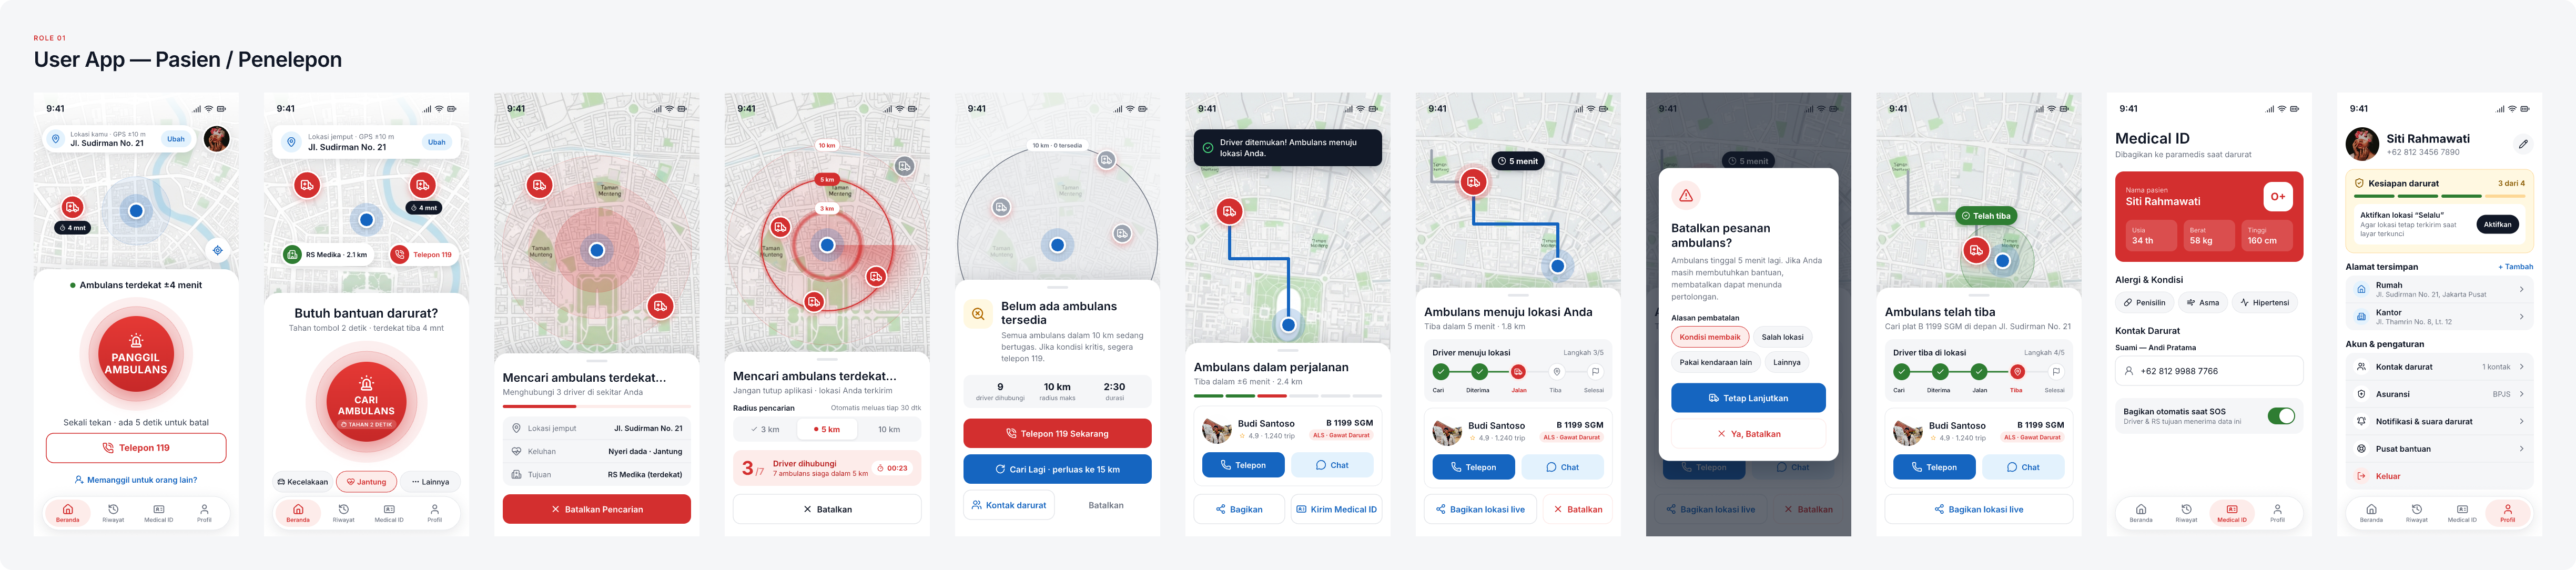 ROLE 01
User App — Pasien / Penelepon
9:41
Lokasi kamu · GPS ±10 m
Jl. Sudirman No. 21
Ubah
4 mnt
Ambulans terdekat ±4 menit
PANGGIL
AMBULANS
Sekali tekan · ada 5 detik untuk batal
Telepon 119
Memanggil untuk orang lain?
Beranda
Riwayat
Medical ID
Profil
9:41
Lokasi jemput · GPS ±10 m
Jl. Sudirman No. 21
Ubah
4 mnt
RS Medika · 2.1 km
Telepon 119
Butuh bantuan darurat?
Tahan tombol 2 detik · terdekat tiba 4 mnt
CARI
AMBULANS
TAHAN 2 DETIK
Kecelakaan
Jantung
Lainnya
Beranda
Riwayat
Medical ID
Profil
9:41
Taman
Menteng
Taman
Menteng
Mencari ambulans terdekat...
Menghubungi 3 driver di sekitar Anda
Lokasi jemput
Jl. Sudirman No. 21
Keluhan
Nyeri dada · Jantung
Tujuan
RS Medika (terdekat)
Batalkan Pencarian
9:41
10 km
5 km
Taman
Menteng
3 km
Taman
Menteng
Mencari ambulans terdekat...
Jangan tutup aplikasi · lokasi Anda terkirim
Radius pencarian
Otomatis meluas tiap 30 dtk
3 km
5 km
10 km
3/7
Driver dihubungi
7 ambulans siaga dalam 5 km
00:23
Batalkan
9:41
10 km · 0 tersedia
Taman
Menteng
Belum ada ambulans
tersedia
Semua ambulans dalam 10 km sedang
bertugas. Jika kondisi kritis, segera
telepon 119.
9
driver dihubungi
10 km
radius maks
2:30
durasi
Telepon 119 Sekarang
Cari Lagi · perluas ke 15 km
Kontak darurat
Batalkan
9:41
Driver ditemukan! Ambulans menuju
lokasi Anda.
Taman
Menteng
Ambulans dalam perjalanan
Tiba dalam ±6 menit · 2.4 km
Budi Santoso
4.9 · 1.240 trip
B 1199 SGM
ALS · Gawat Darurat
Telepon
Chat
Bagikan
Kirim Medical ID
9:41
5 menit
Ambulans menuju lokasi Anda
Tiba dalam 5 menit · 1.8 km
Driver menuju lokasi
Langkah 3/5
Cari
Diterima
Jalan
Tiba
Selesai
Budi Santoso
4.9 · 1.240 trip
B 1199 SGM
ALS · Gawat Darurat
Telepon
Chat
Bagikan lokasi live
Batalkan
9:41
5 menit
Batalkan pesanan
ambulans?
Ambulans tinggal 5 menit lagi. Jika Anda
masih membutuhkan bantuan,
membatalkan dapat menunda
pertolongan.
Alasan pembatalan
Kondisi membaik
Salah lokasi
Pakai kendaraan lain
Lainnya
Tetap Lanjutkan
Ya, Batalkan
Telepon
Chat
Bagikan lokasi live
Batalkan
9:41
Telah tiba
Ambulans telah tiba
Cari plat B 1199 SGM di depan Jl. Sudirman No. 21
Driver tiba di lokasi
Langkah 4/5
Cari
Diterima
Jalan
Tiba
Selesai
Budi Santoso
4.9 · 1.240 trip
B 1199 SGM
ALS · Gawat Darurat
Telepon
Chat
Bagikan lokasi live
9:41
Medical ID
Dibagikan ke paramedis saat darurat
Nama pasien
Siti Rahmawati
O+
Usia
34 th
Berat
58 kg
Tinggi
160 cm
Alergi & Kondisi
Penisilin
Asma
Hipertensi
Kontak Darurat
Suami — Andi Pratama
+62 812 9988 7766
Bagikan otomatis saat SOS
Driver & RS tujuan menerima data ini
Beranda
Riwayat
Medical ID
Profil
9:41
Siti Rahmawati
+62 812 3456 7890
Kesiapan darurat
3 dari 4
Aktifkan lokasi “Selalu”
Agar lokasi tetap terkirim saat
layar terkunci
Aktifkan
Alamat tersimpan
+ Tambah
Rumah
Jl. Sudirman No. 21, Jakarta Pusat
Kantor
Jl. Thamrin No. 8, Lt. 12
Akun & pengaturan
Kontak darurat
1 kontak
Asuransi
BPJS
Notifikasi & suara darurat
Pusat bantuan
Keluar
Beranda
Riwayat
Medical ID
Profil